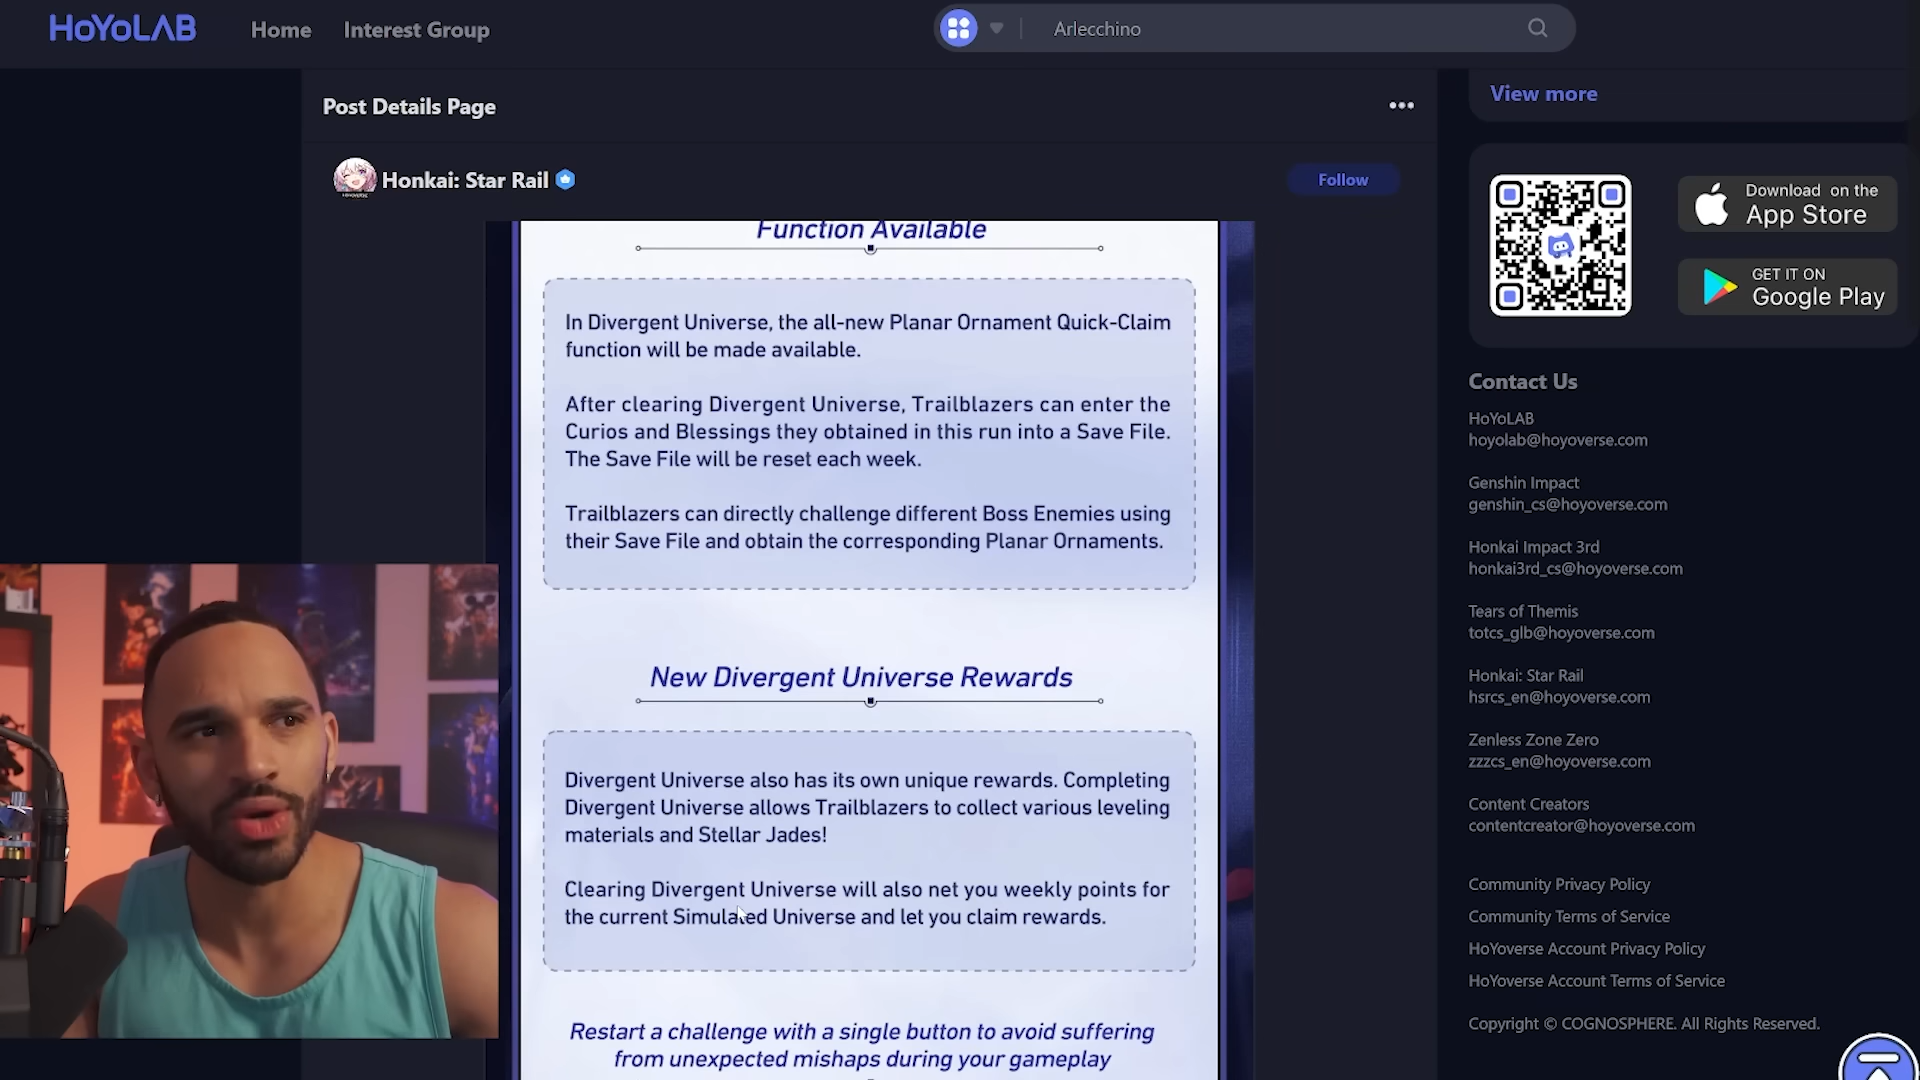 HoYoLAB
Home
Interest Group
Arlecchino
Post Details Page
Honkai: Star Rail
Follow
Function Available
In Divergent Universe, the all-new Planar Ornament Quick-Claim
function will be made available.
After clearing Divergent Universe, Trailblazers can enter the
Curios and Blessings they obtained in this run into a Save File.
The Save File will be reset each week.
Trailblazers can directly challenge different Boss Enemies using
their Save File and obtain the corresponding Planar Ornaments.
New Divergent Universe Rewards
Divergent Universe also has its own unique rewards. Completing
Divergent Universe allows Trailblazers to collect various leveling
materials and Stellar Jades!
Clearing Divergent Universe will also net you weekly points for
the current Simulated Universe and let you claim rewards.
Restart a challenge with a single button to avoid suffering
from unexpected mishaps during your gameplay
View more
Download on the
App Store
GET IT ON
Google Play
Contact Us
HoYoLAB
hoyolab@hoyoverse.com
Genshin Impact
genshin_cs@hoyoverse.com
Honkai Impact 3rd
honkai3rd_cs@hoyoverse.com
Tears of Themis
totcs_glb@hoyoverse.com
Honkai: Star Rail
hsrcs_en@hoyoverse.com
Zenless Zone Zero
zzzcs_en@hoyoverse.com
Content Creators
contentcreator@hoyoverse.com
Community Privacy Policy
Community Terms of Service
HoYoverse Account Privacy Policy
HoYoverse Account Terms of Service
Copyright © COGNOSPHERE. All Rights Reserved.